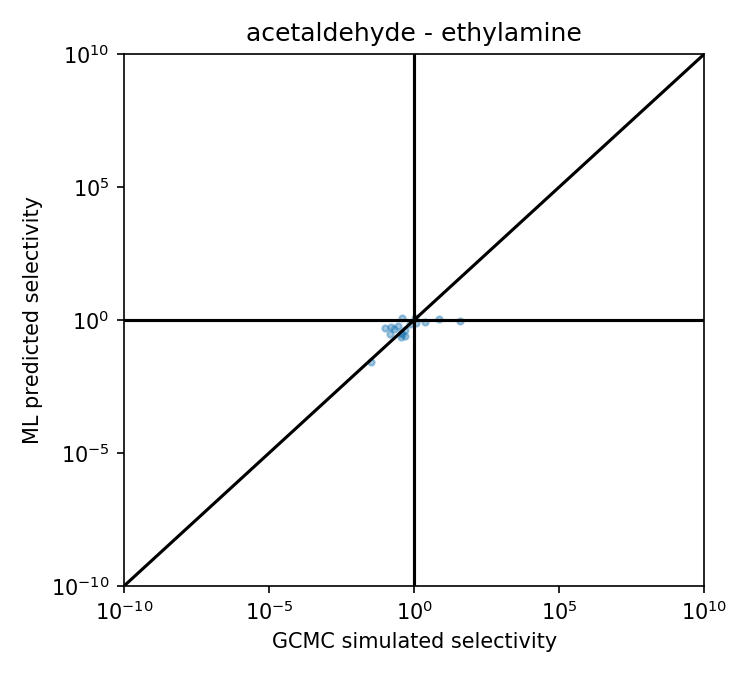 acetaldehyde - ethylamine
10^10
10^5
10^0
10^-5
10^-10
ML predicted selectivity
10^-10 10^-5 10^0 10^5 10^10
GCMC simulated selectivity